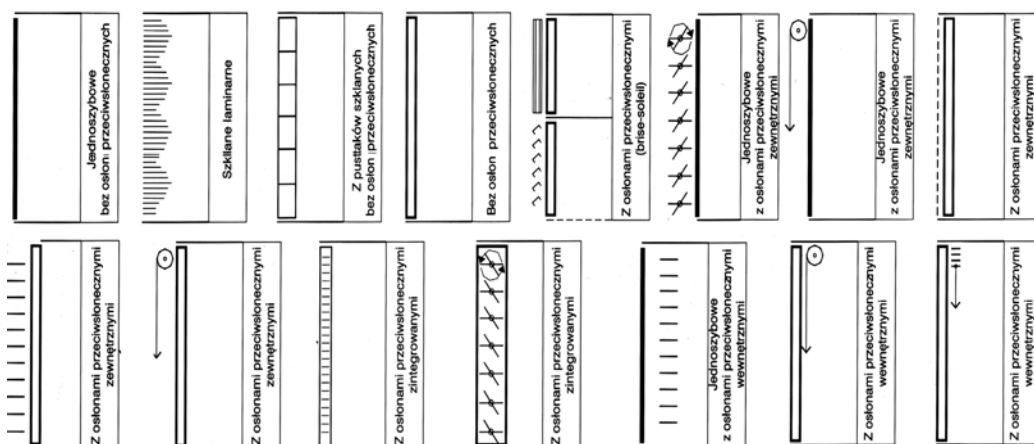 Jednoszybowe
bez osłon przeciwsłonecznych
Szklane laminarne
Z pusttaków szklanych
bez osłon przeciwsłonecznych
Bez osłon przeciwsłonecznych
Z osłonami przeciwsłonecznymi
(brise-soleil)
Jednoszybowe
z osłonami przeciwsłonecznymi
zewnętrznymi
Jednoszybowe
z osłonami przeciwsłonecznymi
zewnętrznymi
Z osłonami przeciwsłonecznymi
zewnętrznymi
Z osłonami przeciwsłonecznymi
zewnętrznymi
Z osłonami przeciwsłonecznymi
zewnętrznymi
Z osłonami przeciwsłonecznymi
zintegrowanymi
Z osłonami przeciwsłonecznymi
zintegrowanymi
Jednoszybowe
z osłonami przeciwsłonecznymi
wewnętrznymi
Z osłonami przeciwsłonecznymi
wewnętrznymi
Z osłonami przeciwsłonecznymi
wewnętrznymi